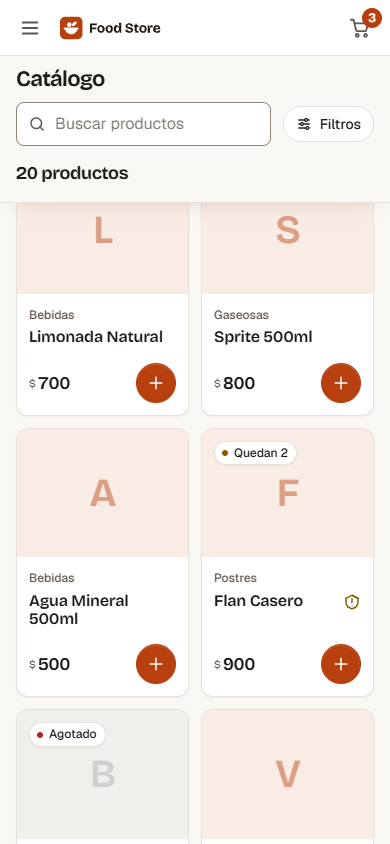 Food Store
3
Catálogo
Buscar productos
Filtros
20 productos
L
S
Bebidas
Limonada Natural
$ 700
Gaseosas
Sprite 500ml
$ 800
A
Quedan 2
F
Bebidas
Agua Mineral
500ml
$ 500
Postres
Flan Casero
$ 900
Agotado
B
V